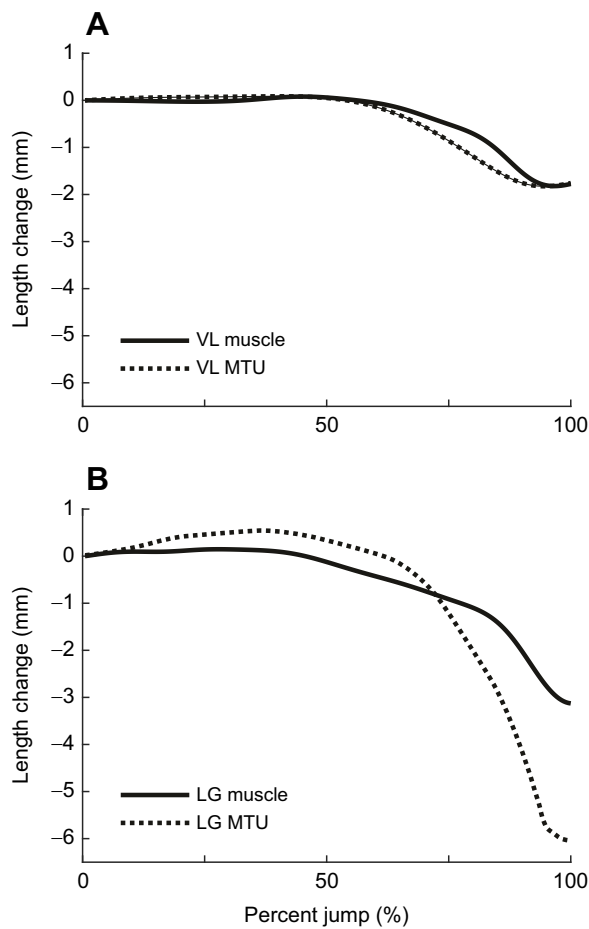 A
1
0
–1
–2
–3
–4
–5
–6
Length change (mm)
VL muscle
VL MTU
0
50
100
B
1
0
–1
–2
–3
–4
–5
–6
Length change (mm)
LG muscle
LG MTU
0
50
100
Percent jump (%)